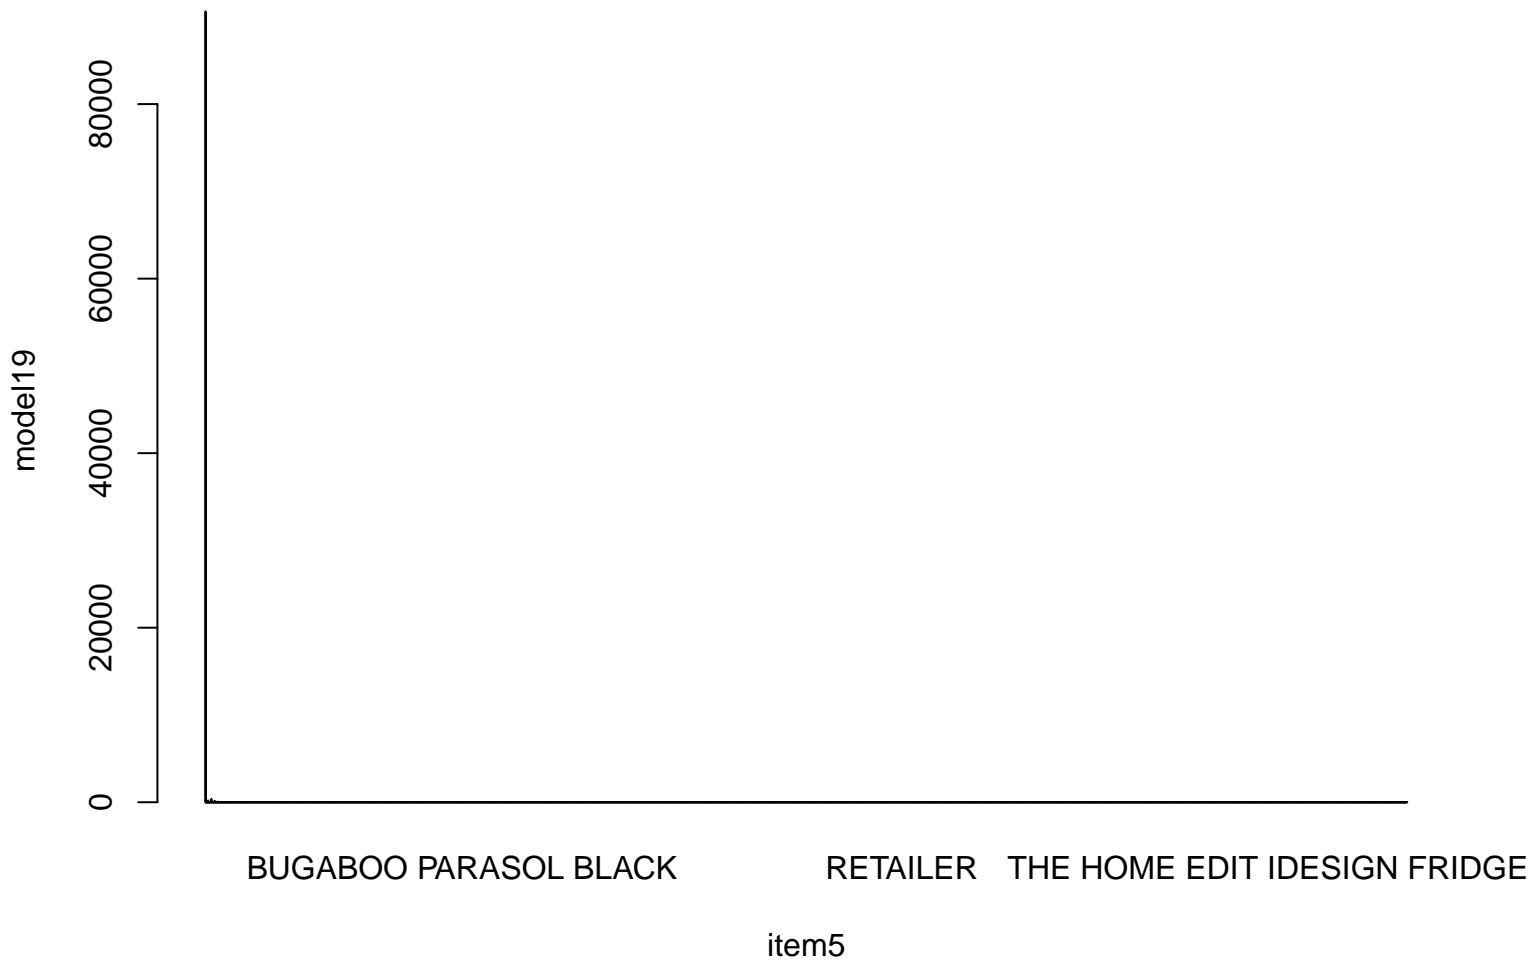 80000
60000
40000
20000
0
model19
BUGABOO PARASOL BLACK
RETAILER
THE HOME EDIT IDESIGN FRIDGE
item5